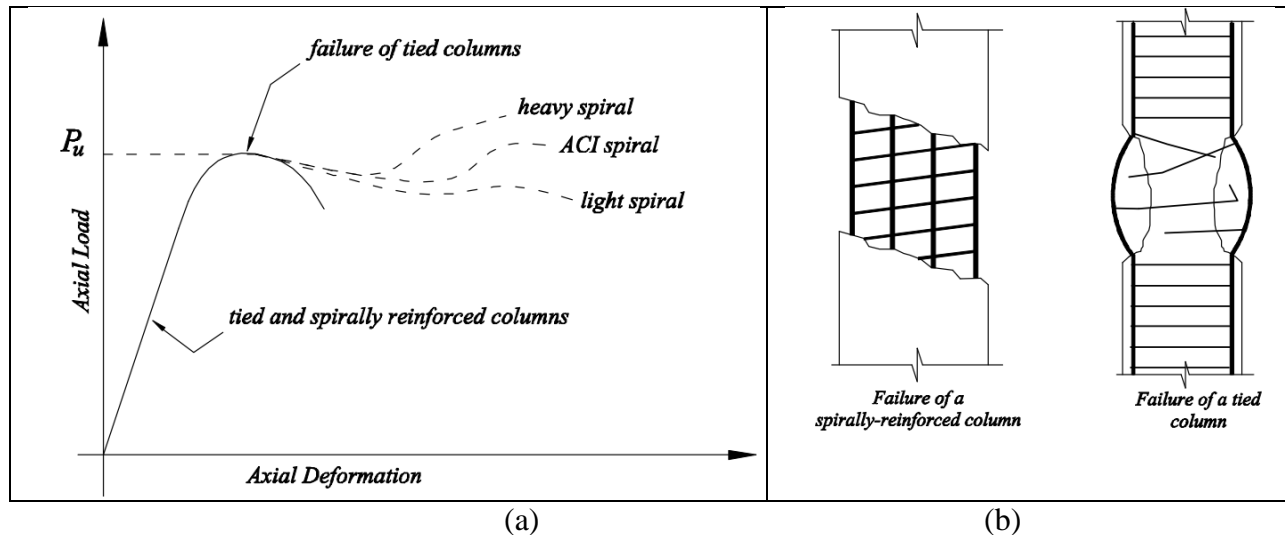 failure of tied columns
heavy spiral
Pu
ACI spiral
light spiral
Axial Load
tied and spirally reinforced columns
Axial Deformation
Failure of a
spirally-reinforced column
Failure of a tied
column
(a)
(b)